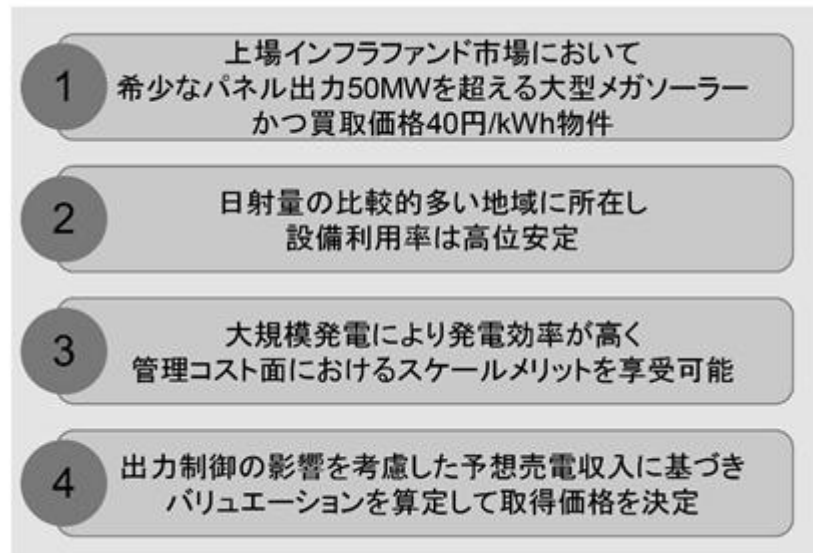 1
上場インフラファンド市場において
希少なパネル出力50MWを超える大型メガソーラー
かつ買取価格40円/kWh物件
2
日射量の比較的多い地域に所在し
設備利用率は高位安定
3
大規模発電により発電効率が高く
管理コスト面におけるスケールメリットを享受可能
4
出力制御の影響を考慮した予想売電収入に基づき
バリュエーションを算定して取得価格を決定